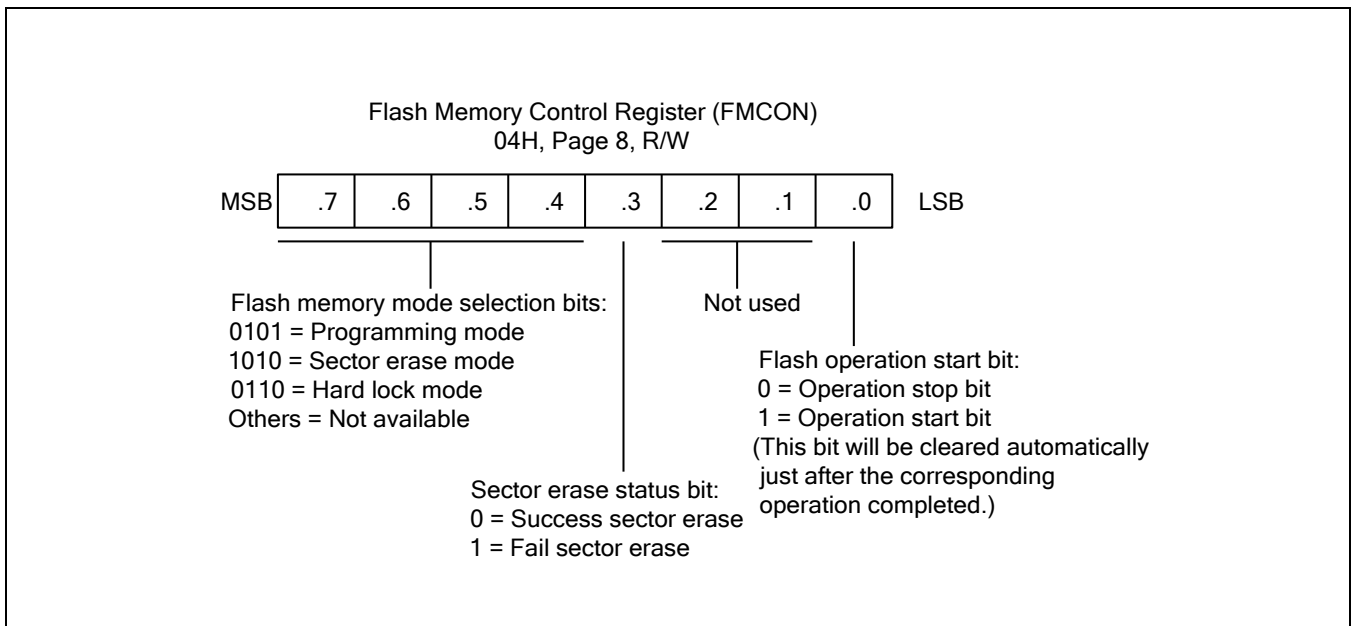 Flash Memory Control Register (FMCON)
04H, Page 8, R/W
MSB .7 .6 .5 .4 .3 .2 .1 .0 LSB
Flash memory mode selection bits:
0101 = Programming mode
1010 = Sector erase mode
0110 = Hard lock mode
Others = Not available
Not used
Flash operation start bit:
0 = Operation stop bit
1 = Operation start bit
(This bit will be cleared automatically
just after the corresponding
operation completed.)
Sector erase status bit:
0 = Success sector erase
1 = Fail sector erase